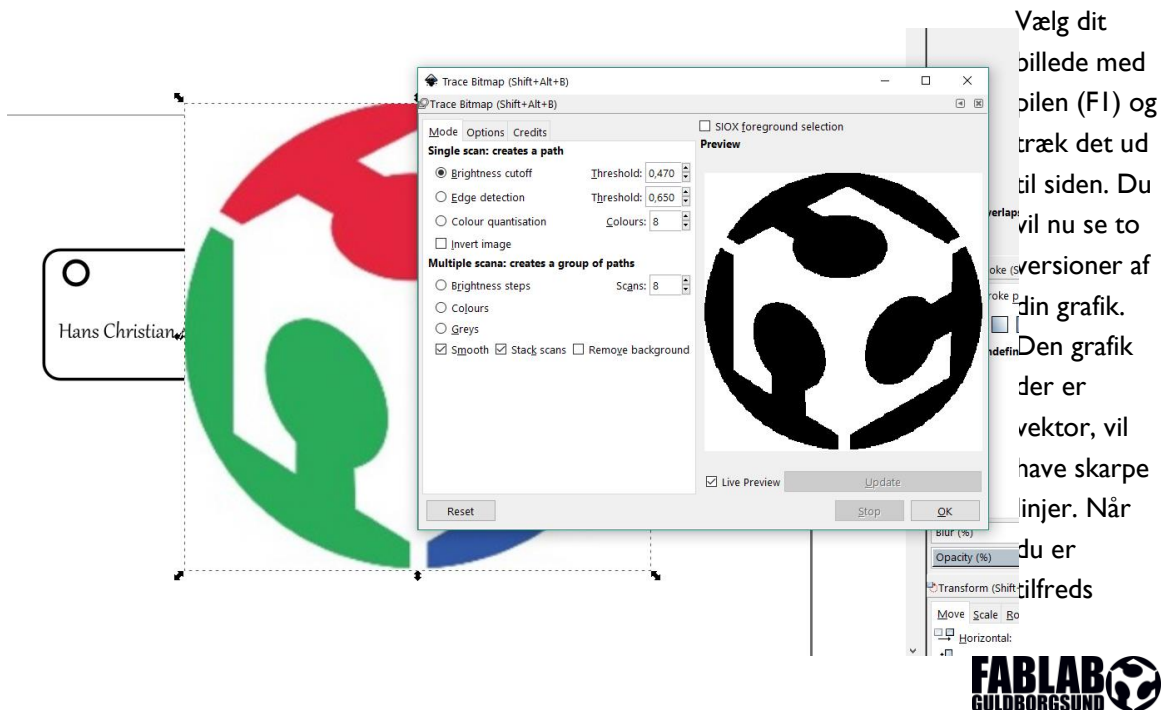 Trace Bitmap (Shift+Alt+B)
Trace Bitmap (Shift+Alt+B)
Mode Options Credits
Single scan: creates a path
Brightness cutoff Threshold: 0,470
Edge detection Threshold: 0,650
Colour quantisation Colours: 8
Invert image
Multiple scana: creates a group of paths
Brightness steps Scans: 8
Colours
Greys
Smooth Stack scans Remove background
SIOX foreground selection
Preview
Live Preview Update
Reset Stop OK
Hans Christian
Blur (%)
Opacity (%)
Transform (Shift
Move Scale Ro
Horizontal:
Vælg dit
billede med
pilen (F1) og
træk det ud
til siden. Du
vil nu se to
versioner af
din grafik.
Den grafik
der er
vektor, vil
have skarpe
linjer. Når
du er
tilfreds
FABLAB
GULDBORGSUND